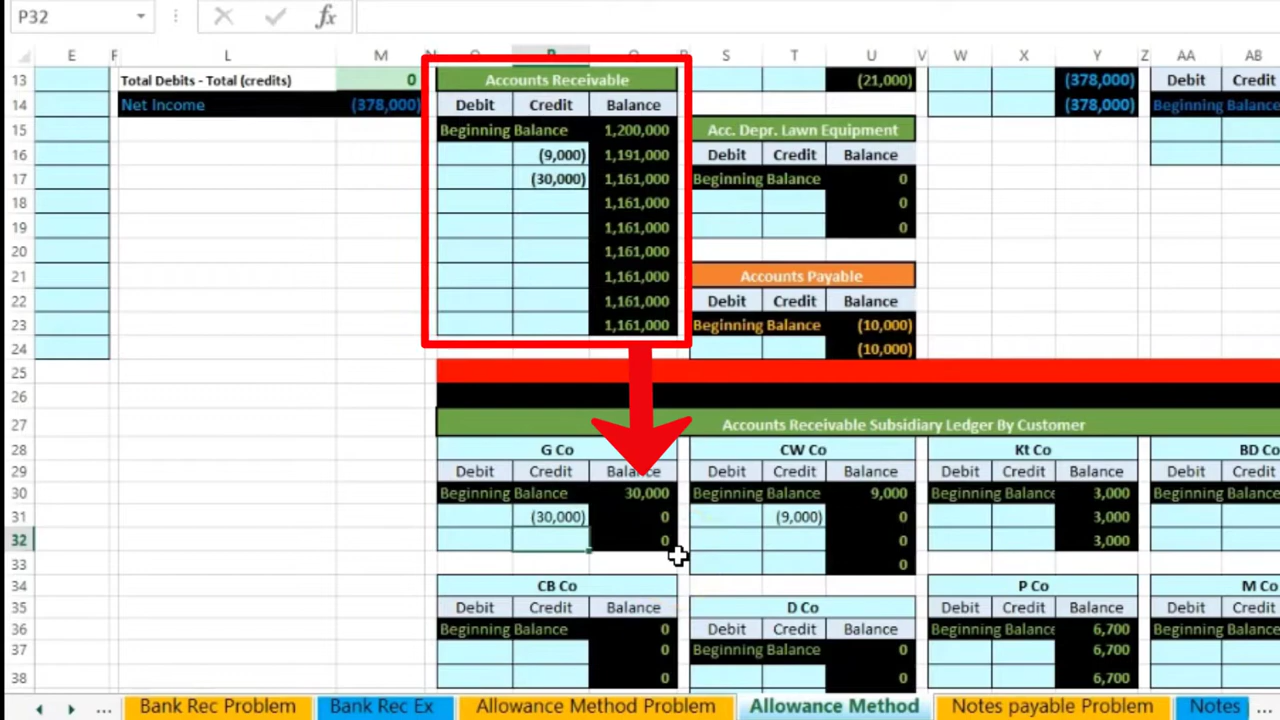 P32 fx
E F L M N O P Q R S T U V W X Y Z AA AB
13 Total Debits - Total (credits) 0 Accounts Receivable (21,000) (378,000) Debit Credit
14 Net Income (378,000) Debit Credit Balance (378,000) Beginning Balance
15 Beginning Balance 1,200,000 Acc. Depr. Lawn Equipment
16 (9,000) 1,191,000 Debit Credit Balance
17 (30,000) 1,161,000 Beginning Balance 0
18 1,161,000 0
19 1,161,000 0
20 1,161,000
21 1,161,000 Accounts Payable
22 1,161,000 Debit Credit Balance
23 1,161,000 Beginning Balance (10,000)
24 (10,000)
25
26
27 Accounts Receivable Subsidiary Ledger By Customer
28 G Co CW Co Kt Co BD Co
29 Debit Credit Balance Debit Credit Balance Debit Credit Balance Debit Credit
30 Beginning Balance 30,000 Beginning Balance 9,000 Beginning Balance 3,000 Beginning Balance
31 (30,000) 0 (9,000) 0 3,000
32 0 0 3,000
33 0
34 CB Co P Co M Co
35 Debit Credit Balance D Co Debit Credit Balance Debit Credit
36 Beginning Balance 0 Debit Credit Balance Beginning Balance 6,700 Beginning Balance
37 0 Beginning Balance 0 6,700
38 0 0 6,700
... Bank Rec Problem Bank Rec Ex Allowance Method Problem Allowance Method Notes payable Problem Notes ...